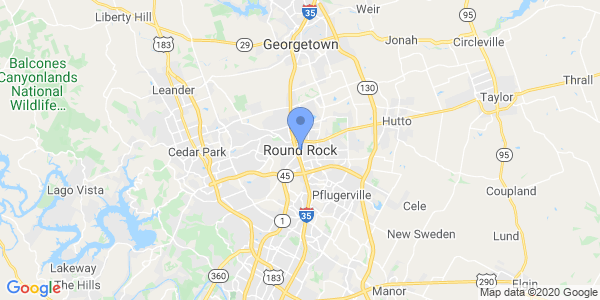 Liberty Hill
Weir
35
Georgetown
Jonah
Circleville
183
29
Balcones
Canyonlands
National
Wildlife...
Leander
130
Thrall
Taylor
95
Hutto
Round Rock
Cedar Park
95
45
Lago Vista
Pflugerville
Coupland
1
35
Cele
New Sweden
Lund
Lakeway
The Hills
360
183
290
Elgin
Manor
Google
Map data ©2020 Google